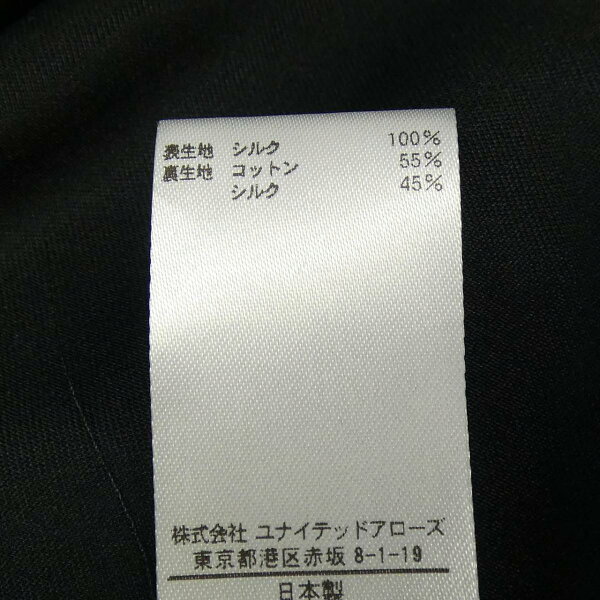 表生地 シルク 100%
裏生地 コットン 55%
シルク 45%
株式会社 ユナイテッドアローズ
東京都港区赤坂 8-1-19
日本製